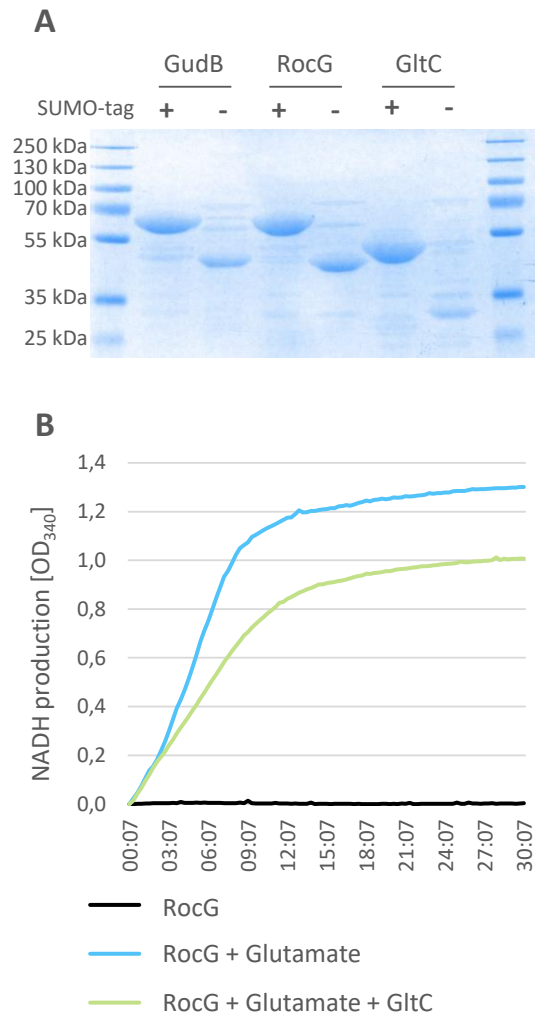 A
GudB RocG GltC
SUMO-tag + - + - + -
250 kDa
130 kDa
100 kDa
70 kDa
55 kDa
35 kDa
25 kDa
B
NADH production [OD340]
1,4
1,2
1,0
0,8
0,6
0,4
0,2
0,0
00:07 03:07 06:07 09:07 12:07 15:07 18:07 21:07 24:07 27:07 30:07
RocG
RocG + Glutamate
RocG + Glutamate + GltC